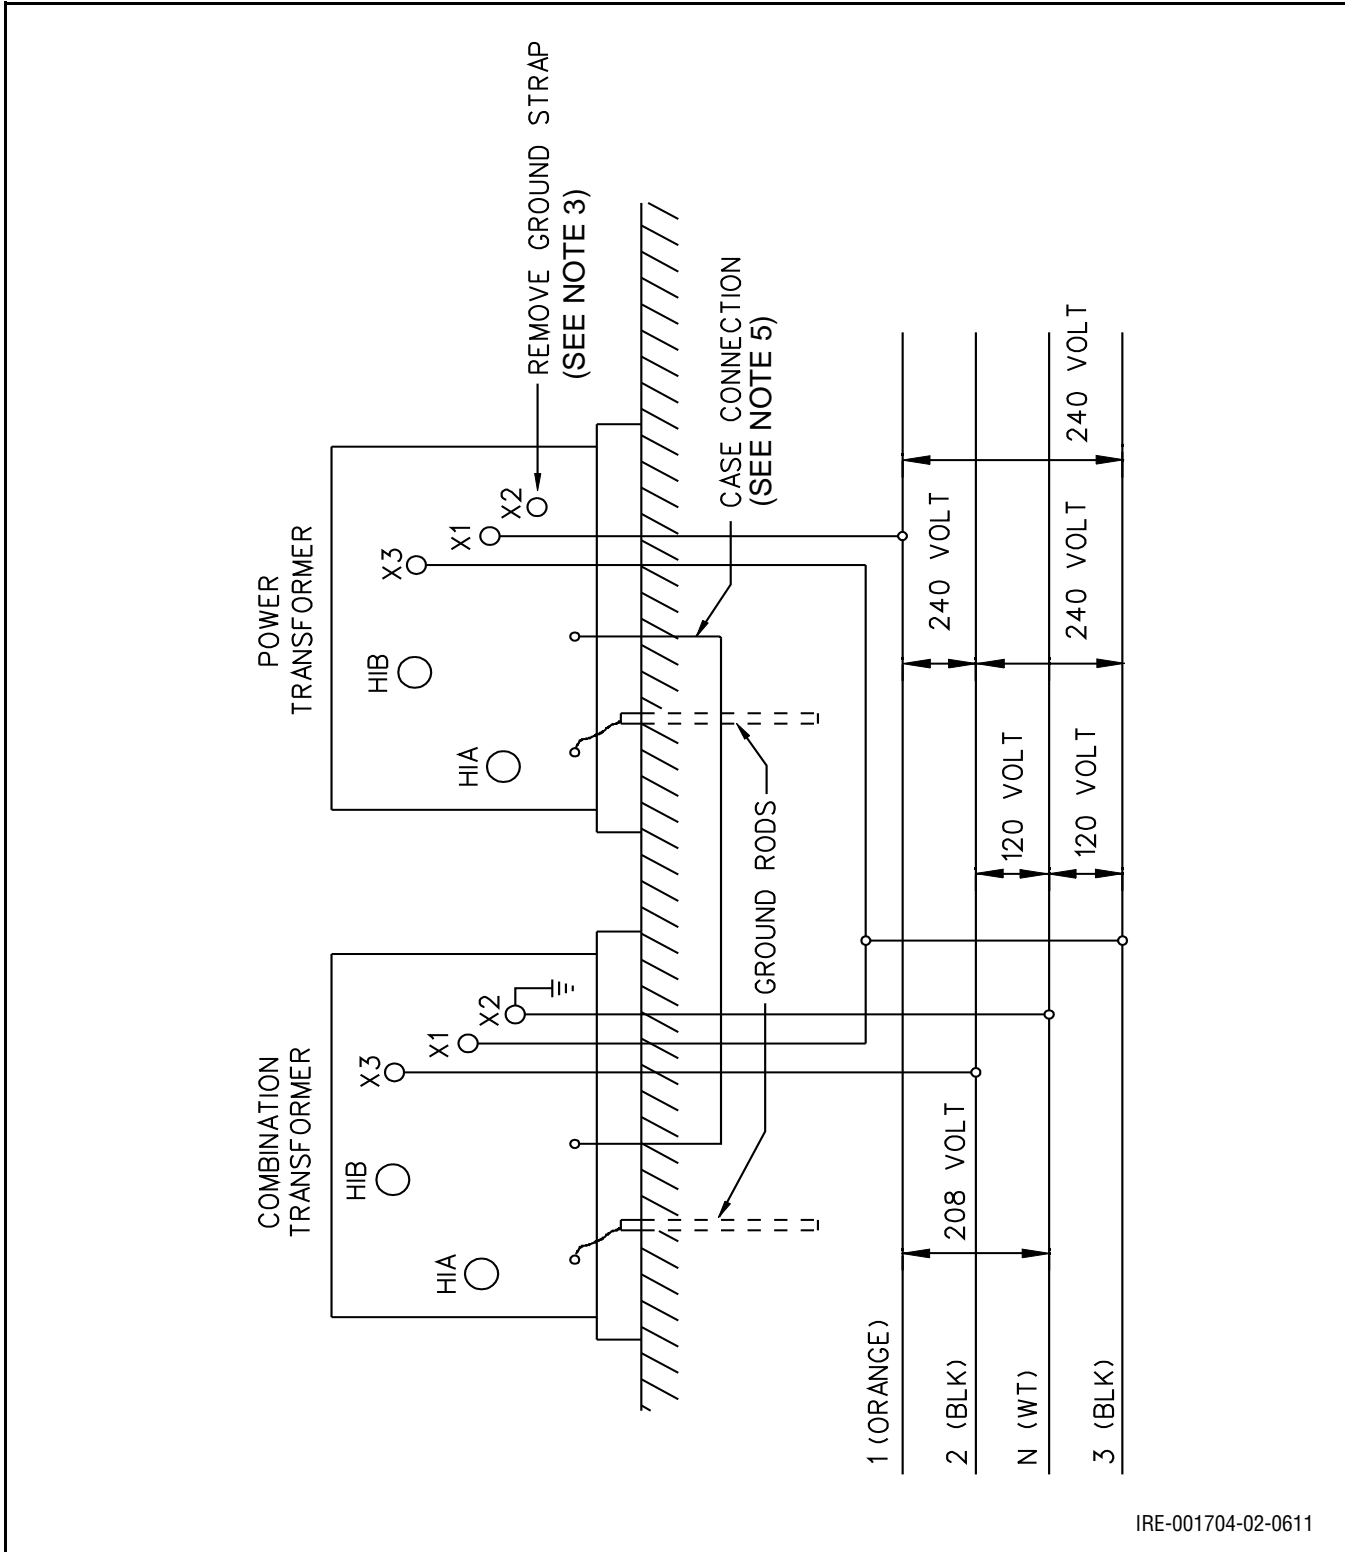 COMBINATION
TRANSFORMER
POWER
TRANSFORMER
HIA
HIB
X3
X1
X2
HIA
HIB
X3
X1
X2
REMOVE GROUND STRAP
(SEE NOTE 3)
CASE CONNECTION
(SEE NOTE 5)
GROUND RODS
1 (ORANGE)
2 (BLK)
N (WT)
3 (BLK)
208 VOLT
120 VOLT
120 VOLT
240 VOLT
240 VOLT
240 VOLT
IRE-001704-02-0611